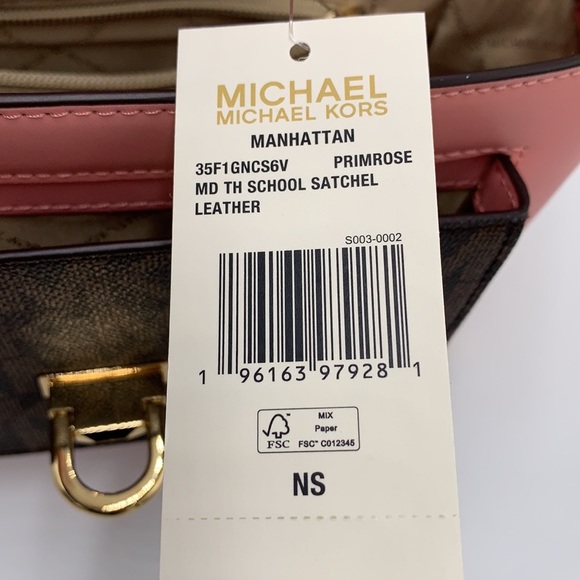 MICHAEL
MICHAEL KORS
MANHATTAN
35F1GNCS6V PRIMROSE
MD TH SCHOOL SATCHEL
LEATHER
S003-0002
1 96163 97928 1
FSC
MIX
Paper
FSC™ C012345
NS